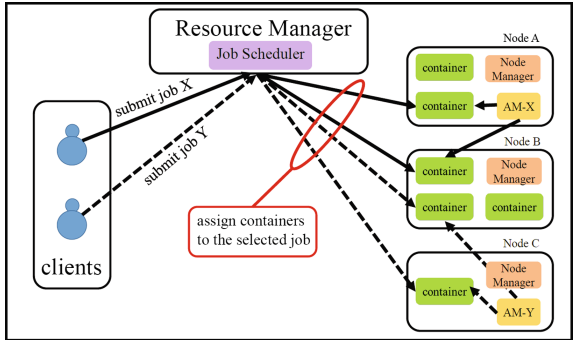 Resource Manager
Job Scheduler
submit job X
submit job Y
clients
assign containers
to the selected job
Node A
container
Node
Manager
container
AM-X
Node B
container
Node
Manager
container
container
Node C
Node
Manager
container
AM-Y